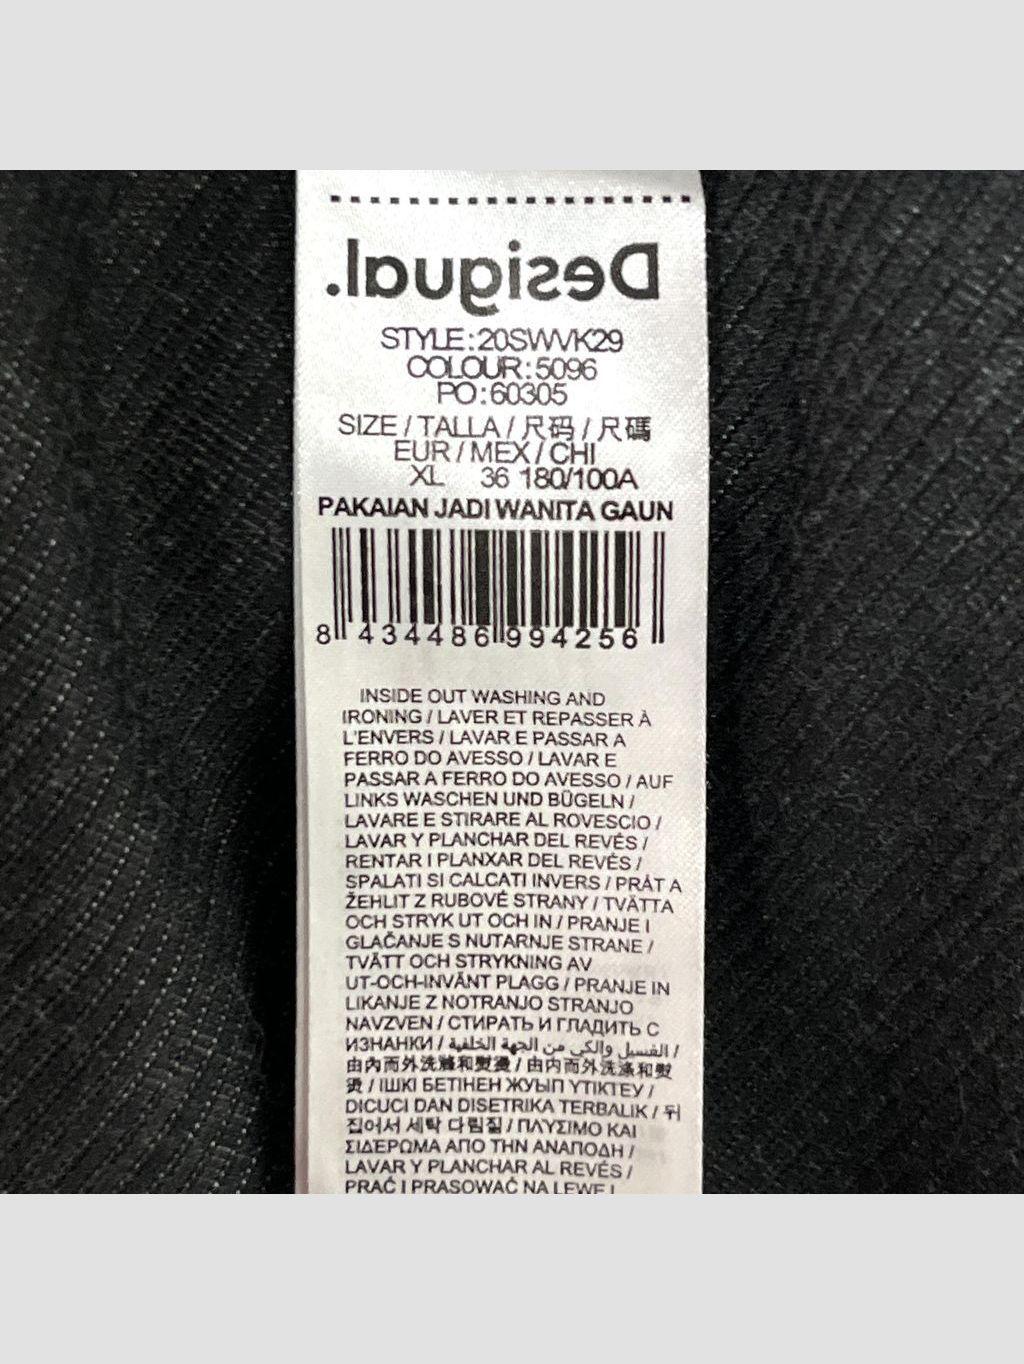 Desigual.
STYLE:20SWVK29
COLOUR:5096
PO:60305
SIZE / TALLA / 尺码 / 尺碼
EUR / MEX / CHI
XL 36 180/100A
PAKAIAN JADI WANITA GAUN
8 434486 994256
INSIDE OUT WASHING AND
IRONING / LAVER ET REPASSER À
L'ENVERS / LAVAR E PASSAR A
FERRO DO AVESSO / LAVAR E
PASSAR A FERRO DO AVESSO / AUF
LINKS WASCHEN UND BÜGELN /
LAVARE E STIRARE AL ROVESCIO /
LAVAR Y PLANCHAR DEL REVÉS /
RENTAR I PLANXAR DEL REVÉS /
SPALATI SI CALCATI INVERS / PRÁT A
ŽEHLIT Z RUBOVÉ STRANY / TVÄTTA
OCH STRYK UT OCH IN / PRANJE I
GLAČANJE S NUTARNJE STRANE /
TVÄTT OCH STRYKNING AV
UT-OCH-INVÄNT PLAGG / PRANJE IN
LIKANJE Z NOTRANJO STRANJO
NAVZVEN / СТИРАТЬ И ГЛАДИТЬ С
ИЗНАНКИ / الغسيل والكي من الجهة الخلفية /
由內而外洗滌和熨燙 / 由内而外洗涤和熨
烫 / ІШКІ БЕТІНЕН ЖУЫП ҮТІКТЕУ /
DICUCI DAN DISETRIKA TERBALIK / 뒤
집어서 세탁 다림질 / ΠΛΥΣΙΜΟ ΚΑΙ
ΣΙΔΕΡΩΜΑ ΑΠΟ ΤΗΝ ΑΝΑΠΟΔΗ /
LAVAR Y PLANCHAR AL REVÉS /
PRAĆ I PRASOWAĆ NA LEWEJ